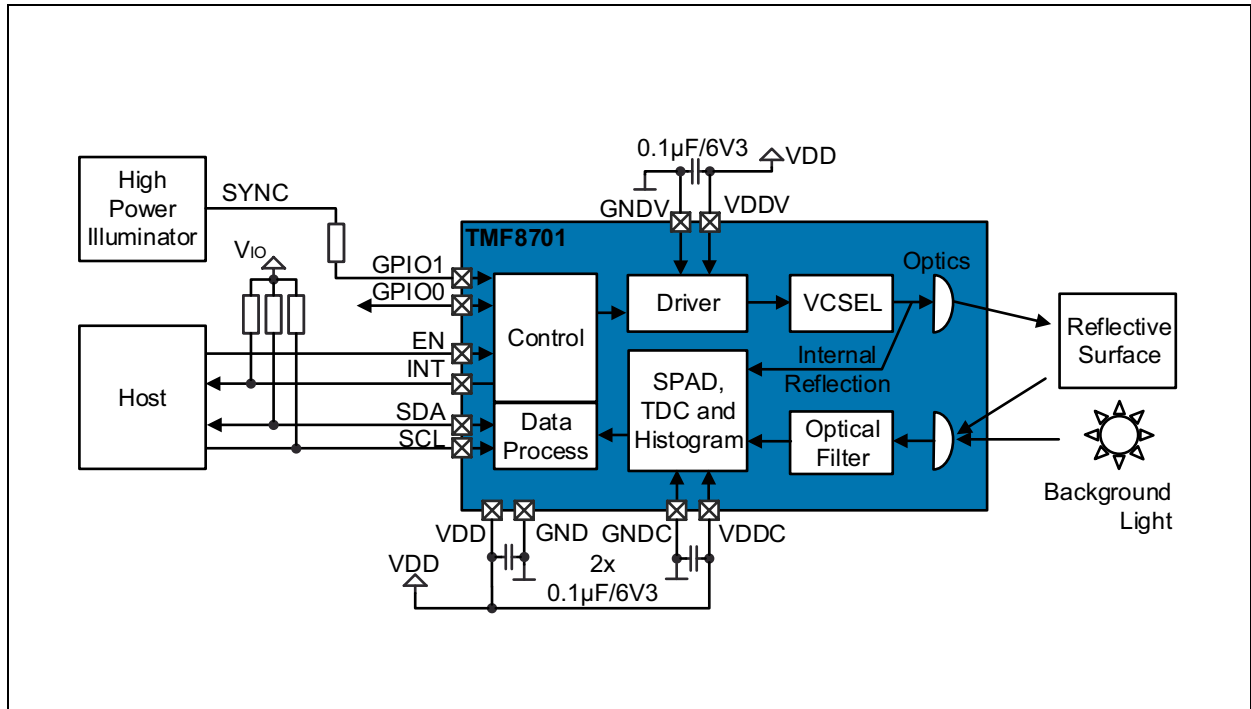 0.1µF/6V3
VDD
High
Power
Illuminator
SYNC
GNDV
VDDV
TMF8701
VIO
GPIO1
GPIO0
Optics
Driver
VCSEL
Reflective
Surface
Control
EN
INT
Internal
Reflection
Host
SPAD,
TDC and
Histogram
SDA
SCL
Data
Process
Optical
Filter
Background
Light
VDD
GND
GNDC
VDDC
VDD
2x
0.1µF/6V3